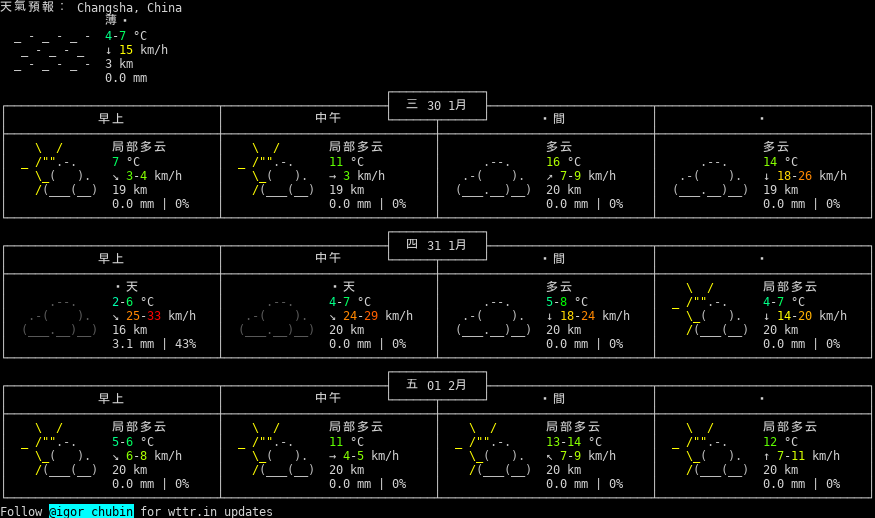 天氣預報： Changsha, China
薄・
4-7 °C
↓ 15 km/h
3 km
0.0 mm
三 30 1月
早上 中午 ・間 ・
局部多云 局部多云 多云 多云
7 °C 11 °C 16 °C 14 °C
↘ 3-4 km/h → 3 km/h ↗ 7-9 km/h ↓ 18-26 km/h
19 km 19 km 20 km 19 km
0.0 mm | 0% 0.0 mm | 0% 0.0 mm | 0% 0.0 mm | 0%
四 31 1月
早上 中午 ・間 ・
・天 ・天 多云 局部多云
2-6 °C 4-7 °C 5-8 °C 4-7 °C
↘ 25-33 km/h ↘ 24-29 km/h ↓ 18-24 km/h ↓ 14-20 km/h
16 km 20 km 20 km 20 km
3.1 mm | 43% 0.0 mm | 0% 0.0 mm | 0% 0.0 mm | 0%
五 01 2月
早上 中午 ・間 ・
局部多云 局部多云 局部多云 局部多云
5-6 °C 11 °C 13-14 °C 12 °C
↘ 6-8 km/h → 4-5 km/h ↖ 7-9 km/h ↑ 7-11 km/h
20 km 20 km 20 km 20 km
0.0 mm | 0% 0.0 mm | 0% 0.0 mm | 0% 0.0 mm | 0%
Follow @igor_chubin for wttr.in updates